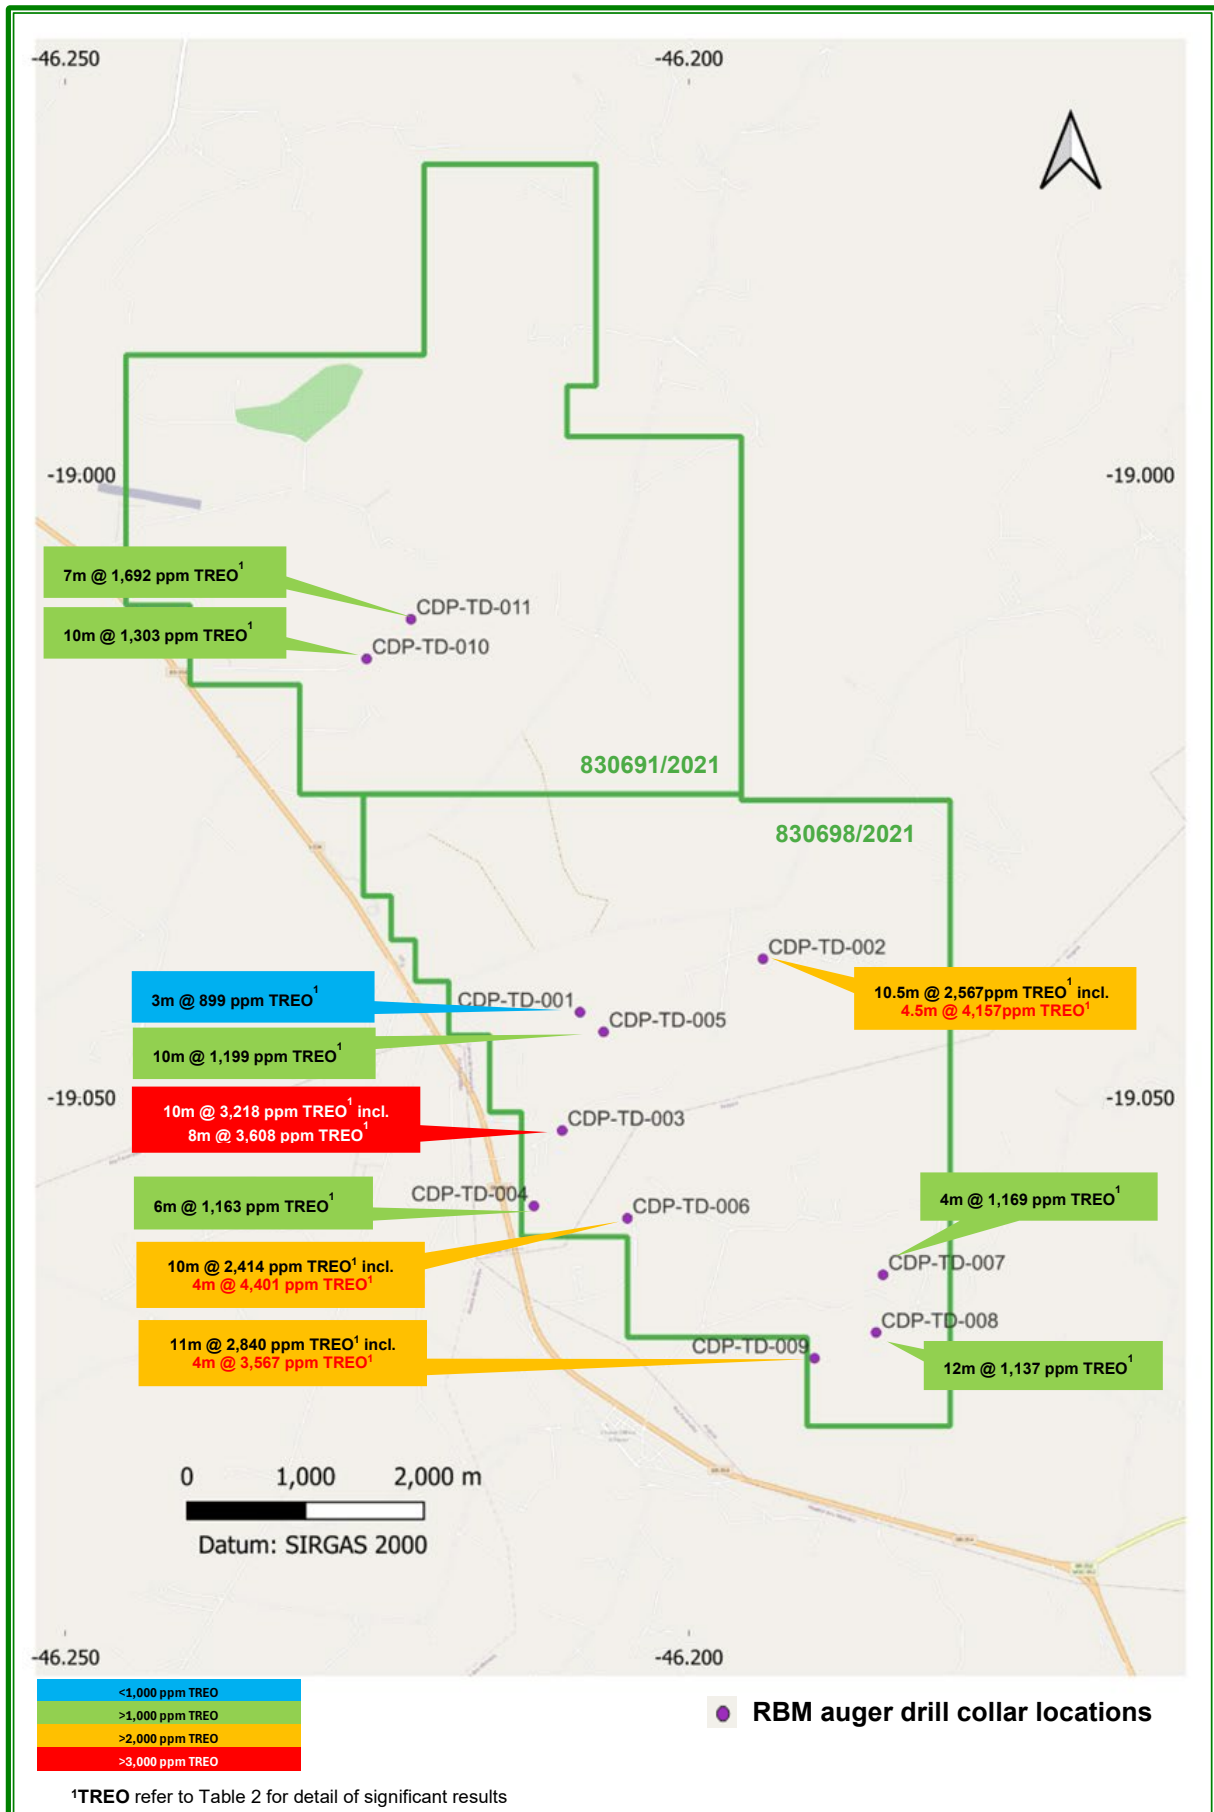 -46.250
-46.200
-19.000
-19.000
7m @ 1,692 ppm TREO¹
CDP-TD-011
10m @ 1,303 ppm TREO¹
CDP-TD-010
830691/2021
830698/2021
CDP-TD-002
10.5m @ 2,567ppm TREO¹ incl.
4.5m @ 4,157ppm TREO¹
3m @ 899 ppm TREO¹
CDP-TD-001
CDP-TD-005
10m @ 1,199 ppm TREO¹
-19.050
-19.050
10m @ 3,218 ppm TREO¹ incl.
8m @ 3,608 ppm TREO¹
CDP-TD-003
6m @ 1,163 ppm TREO¹
CDP-TD-004
CDP-TD-006
4m @ 1,169 ppm TREO¹
10m @ 2,414 ppm TREO¹ incl.
4m @ 4,401 ppm TREO¹
CDP-TD-007
11m @ 2,840 ppm TREO¹ incl.
4m @ 3,567 ppm TREO¹
CDP-TD-008
CDP-TD-009
12m @ 1,137 ppm TREO¹
0 1,000 2,000 m
Datum: SIRGAS 2000
-46.250
-46.200
<1,000 ppm TREO
>1,000 ppm TREO
>2,000 ppm TREO
>3,000 ppm TREO
RBM auger drill collar locations
¹TREO refer to Table 2 for detail of significant results